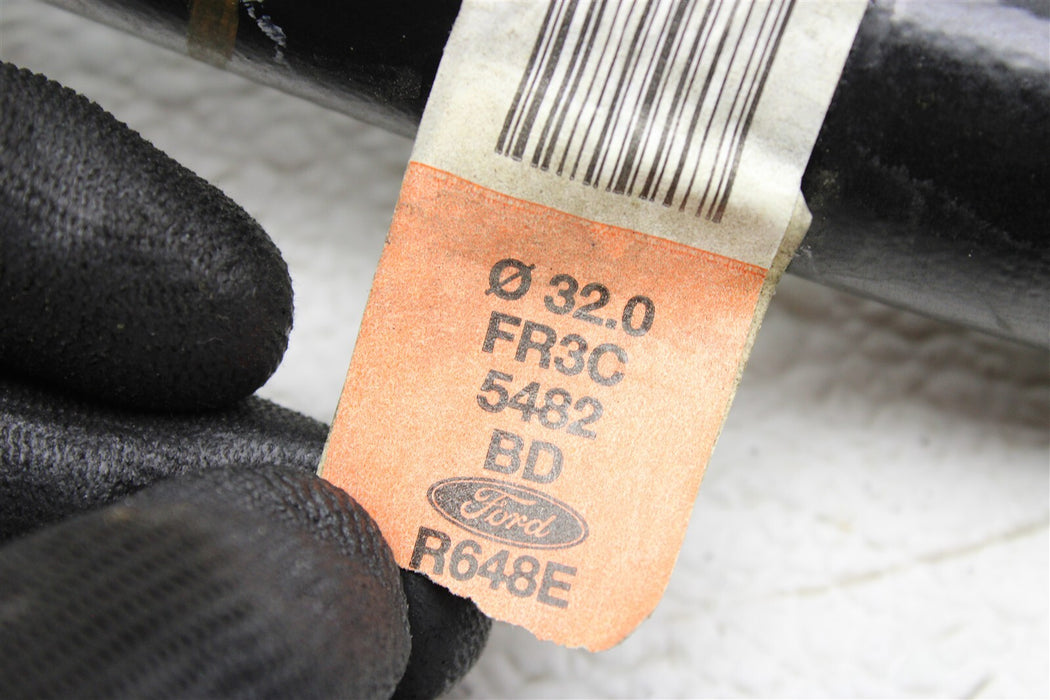 Ø 32.0
FR3C
5482
BD
Ford
R648E